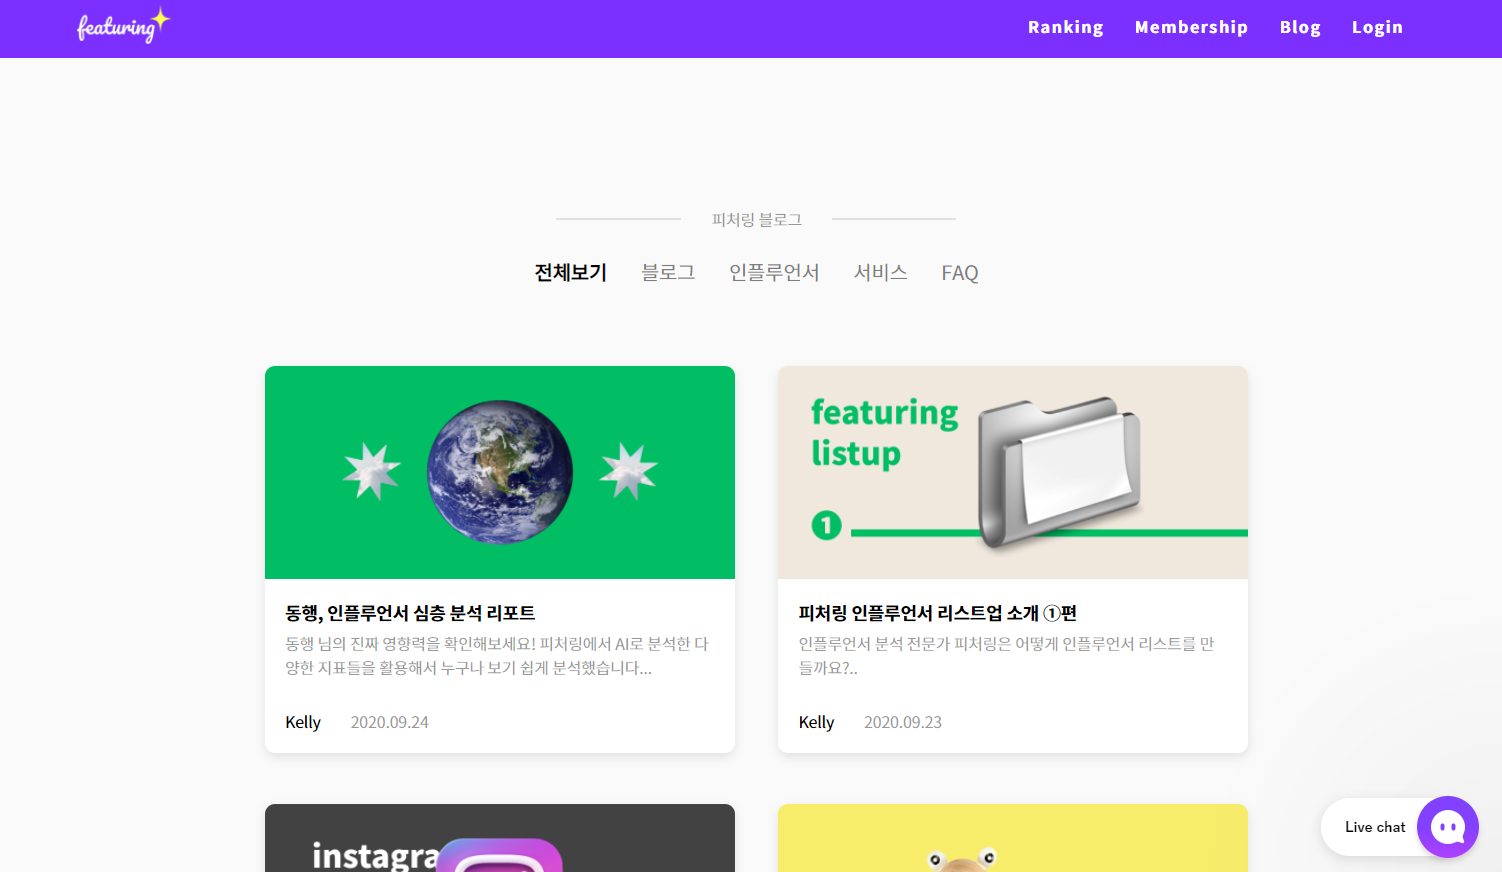 featuring
Ranking Membership Blog Login
피처링 블로그
전체보기 블로그 인플루언서 서비스 FAQ
동행, 인플루언서 심층 분석 리포트
동행 님의 진짜 영향력을 확인해보세요! 피처링에서 AI로 분석한 다
양한 지표들을 활용해서 누구나 보기 쉽게 분석했습니다...
Kelly 2020.09.24
featuring
listup
1
피처링 인플루언서 리스트업 소개 ①편
인플루언서 분석 전문가 피처링은 어떻게 인플루언서 리스트를 만
들까요?..
Kelly 2020.09.23
instagra
Live chat